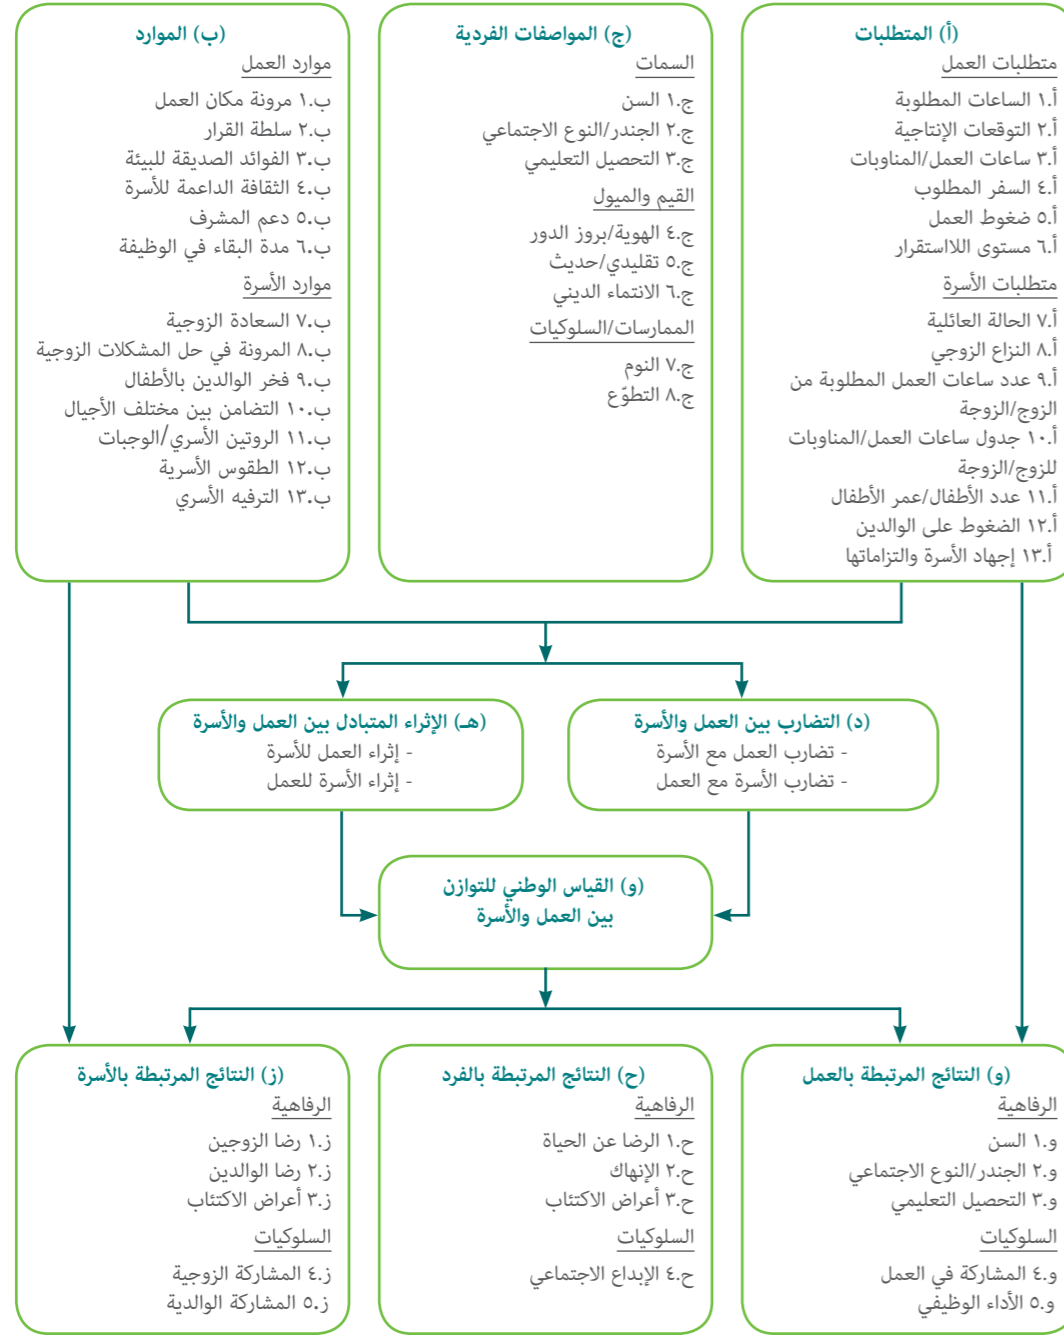 (أ) المتطلبات
متطلبات العمل
أ.١ الساعات المطلوبة
أ.٢ التوقعات الإنتاجية
أ.٣ ساعات العمل/المناوبات
أ.٤ السفر المطلوب
أ.٥ ضغوط العمل
أ.٦ مستوى اللااستقرار
متطلبات الأسرة
أ.٧ الحالة العائلية
أ.٨ النزاع الزوجي
أ.٩ عدد ساعات العمل المطلوبة من
الزوج/الزوجة
أ.١٠ جدول ساعات العمل/المناوبات
للزوج/الزوجة
أ.١١ عدد الأطفال/عمر الأطفال
أ.١٢ الضغوط على الوالدين
أ.١٣ إجهاد الأسرة والتزاماتها
(ج) المواصفات الفردية
السمات
ج.١ السن
ج.٢ الجندر/النوع الاجتماعي
ج.٣ التحصيل التعليمي
القيم والميول
ج.٤ الهوية/بروز الدور
ج.٥ تقليدي/حديث
ج.٦ الانتماء الديني
الممارسات/السلوكيات
ج.٧ النوم
ج.٨ التطوّع
(ب) الموارد
موارد العمل
ب.١ مرونة مكان العمل
ب.٢ سلطة القرار
ب.٣ الفوائد الصديقة للبيئة
ب.٤ الثقافة الداعمة للأسرة
ب.٥ دعم المشرف
ب.٦ مدة البقاء في الوظيفة
موارد الأسرة
ب.٧ السعادة الزوجية
ب.٨ المرونة في حل المشكلات الزوجية
ب.٩ فخر الوالدين بالأطفال
ب.١٠ التضامن بين مختلف الأجيال
ب.١١ الروتين الأسري/الوجبات
ب.١٢ الطقوس الأسرية
ب.١٣ الترفيه الأسري
(د) التضارب بين العمل والأسرة
- تضارب العمل مع الأسرة
- تضارب الأسرة مع العمل
(هـ) الإثراء المتبادل بين العمل والأسرة
- إثراء العمل للأسرة
- إثراء الأسرة للعمل
(و) القياس الوطني للتوازن
بين العمل والأسرة
(و) النتائج المرتبطة بالعمل
الرفاهية
و.١ السن
و.٢ الجندر/النوع الاجتماعي
و.٣ التحصيل التعليمي
السلوكيات
و.٤ المشاركة في العمل
و.٥ الأداء الوظيفي
(ح) النتائج المرتبطة بالفرد
الرفاهية
ح.١ الرضا عن الحياة
ح.٢ الإنهاك
ح.٣ أعراض الاكتئاب
السلوكيات
ح.٤ الإبداع الاجتماعي
(ز) النتائج المرتبطة بالأسرة
الرفاهية
ز.١ رضا الزوجين
ز.٢ رضا الوالدين
ز.٣ أعراض الاكتئاب
السلوكيات
ز.٤ المشاركة الزوجية
ز.٥ المشاركة الوالدية